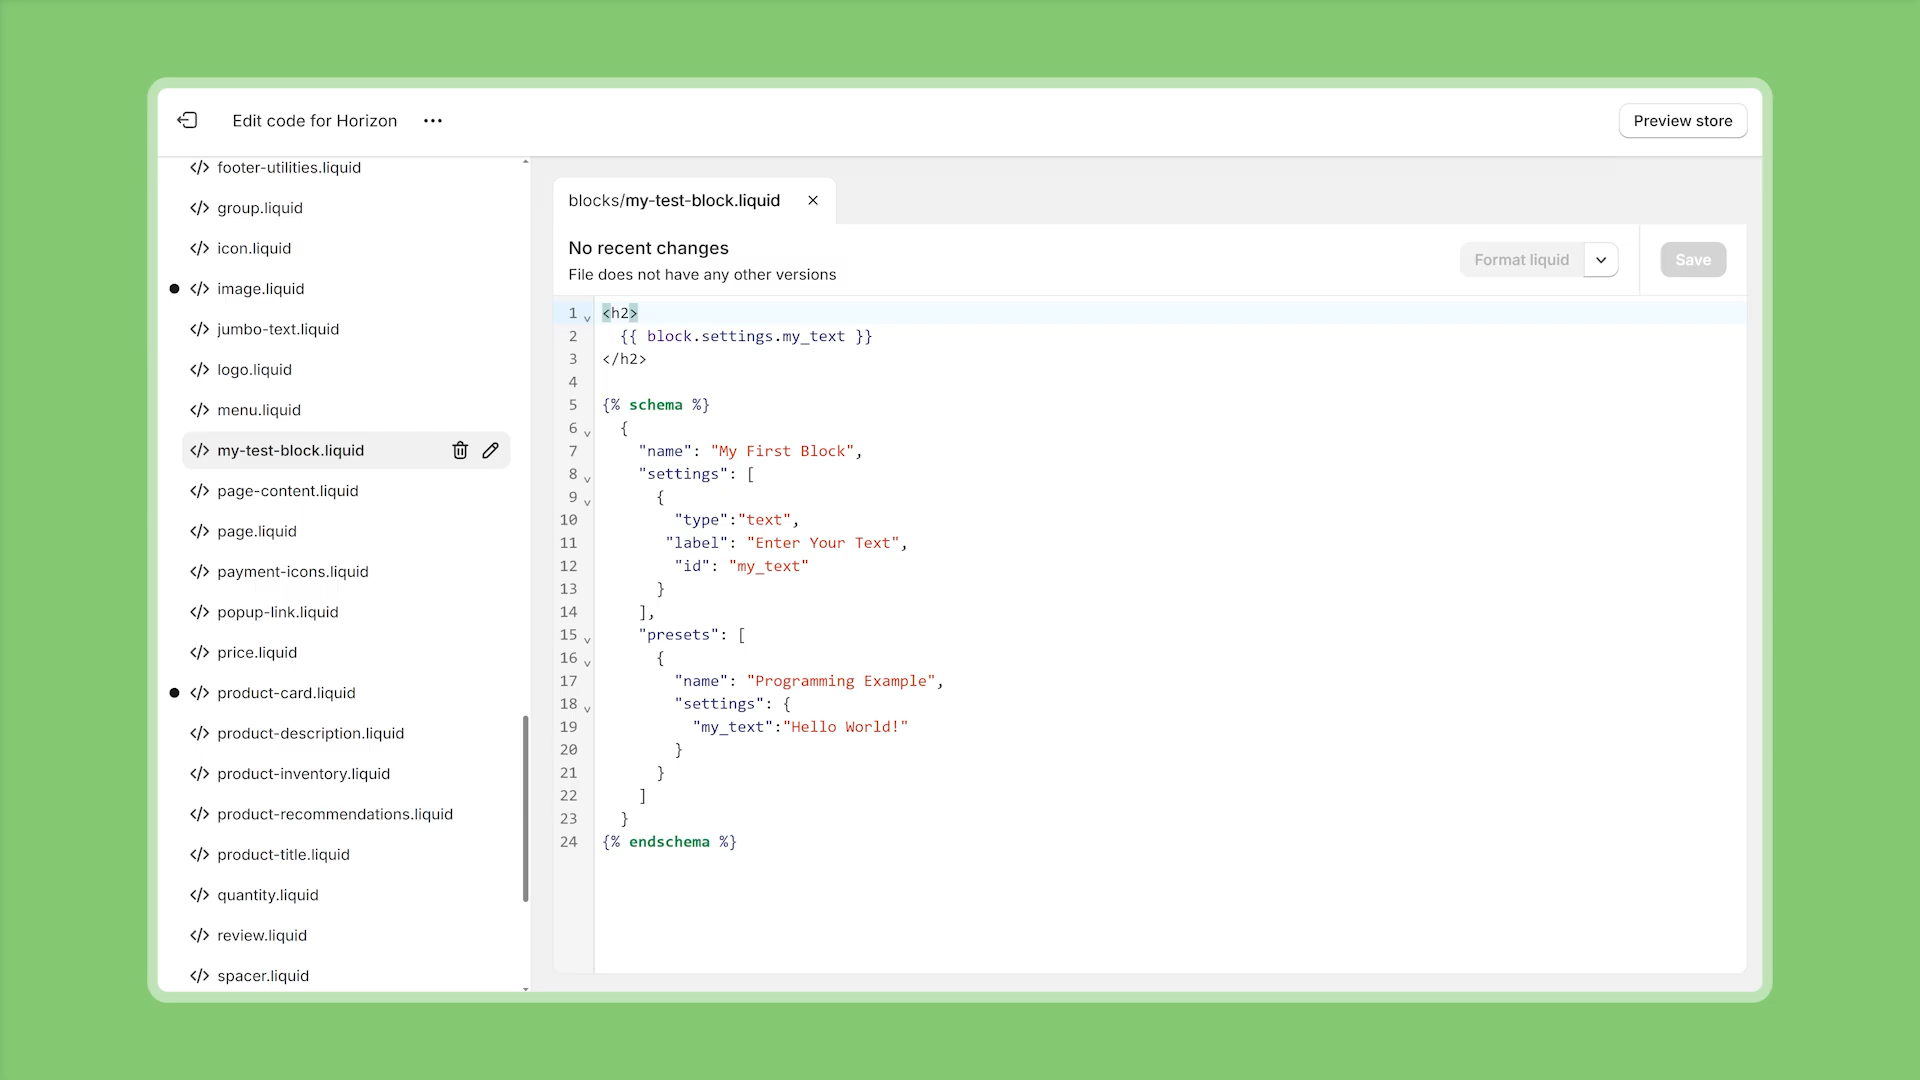 Edit code for Horizon
Preview store
footer-utilities.liquid
group.liquid
icon.liquid
image.liquid
jumbo-text.liquid
logo.liquid
menu.liquid
my-test-block.liquid
page-content.liquid
page.liquid
payment-icons.liquid
popup-link.liquid
price.liquid
product-card.liquid
product-description.liquid
product-inventory.liquid
product-recommendations.liquid
product-title.liquid
quantity.liquid
review.liquid
spacer.liquid
blocks/my-test-block.liquid
No recent changes
File does not have any other versions
Format liquid
Save
1 <h2>
2   {{ block.settings.my_text }}
3 </h2>
4
5 {% schema %}
6   {
7     "name": "My First Block",
8     "settings": [
9       {
10         "type":"text",
11        "label": "Enter Your Text",
12         "id": "my_text"
13       }
14     ],
15     "presets": [
16       {
17         "name": "Programming Example",
18         "settings": {
19           "my_text":"Hello World!"
20         }
21       }
22     ]
23   }
24 {% endschema %}